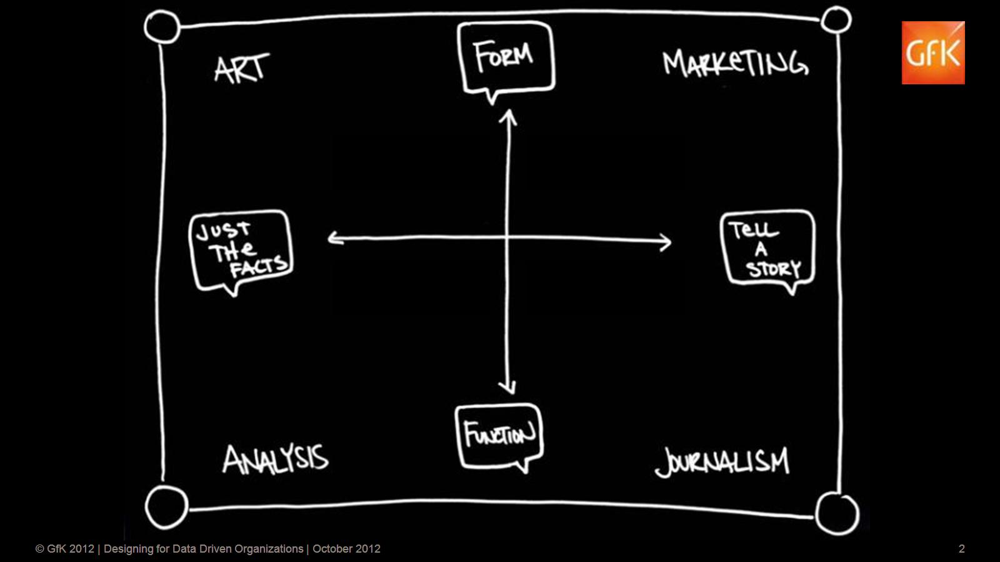 ART
FORM
MARKETING
GfK
JUST
THE
FACTS
TELL
A
STORY
FUNCTION
ANALYSIS
JOURNALISM
© GfK 2012 | Designing for Data Driven Organizations | October 2012
2